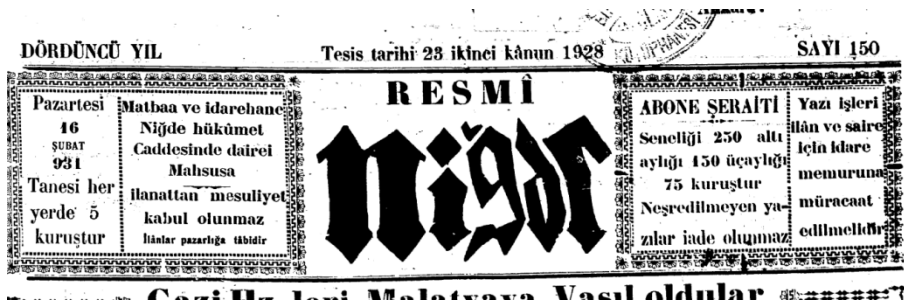 DÖRDÜNCÜ YIL
Tesis tarihi 23 ikinci kânun 1928
SAYI 150
Pazartesi
16
ŞUBAT
931
Tanesi her
yerde 5
kuruştur
Matbaa ve idarehane
Niğde hükûmet
Caddesinde dairei
Mahsusa
ilanattan mesuliyet
kabul olunmaz
İlânlar pazarlığa tâbidir
RESMÎ
Niğde
ABONE ŞERAİTİ
Seneliği 250 altı
aylığı 150 üçaylığı
75 kuruştur
Neşredilmeyen ya-
zılar iade olunmaz
Yazı işleri
ilân ve saire
için idare
memuruna
müracaat
edilmelidir
Gazi Hz. leri Malatyaya Vasıl oldular